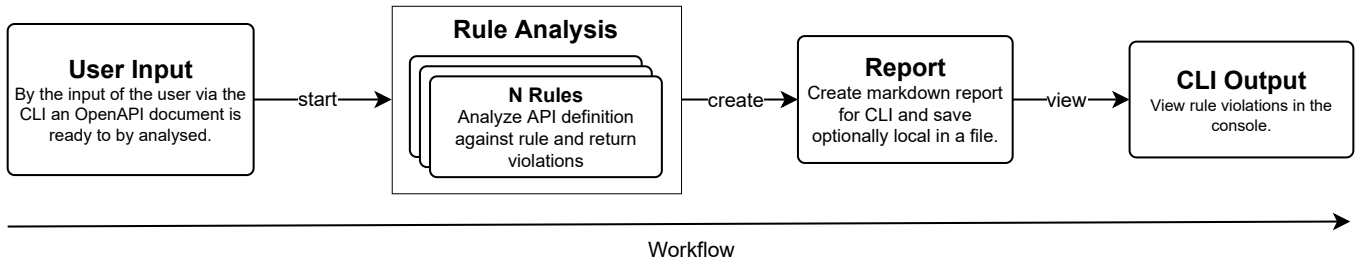 User Input
By the input of the user via the
CLI an OpenAPI document is
ready to by analysed.
start
Rule Analysis
N Rules
Analyze API definition
against rule and return
violations
create
Report
Create markdown report
for CLI and save
optionally local in a file.
view
CLI Output
View rule violations in the
console.
Workflow